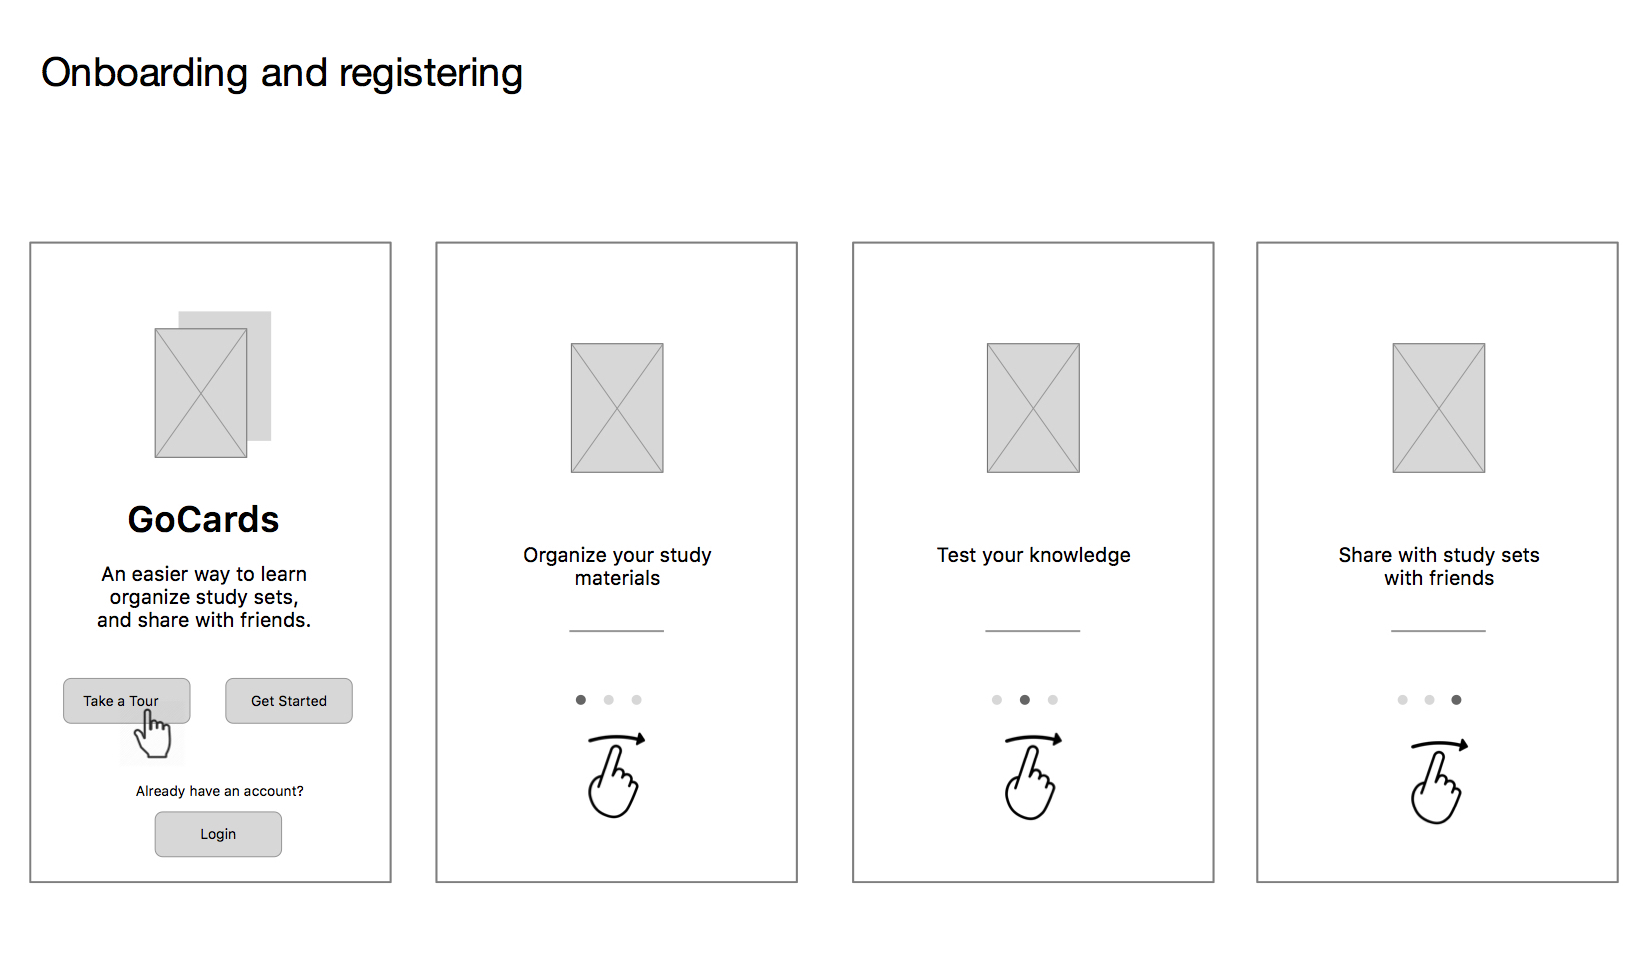 Onboarding and registering
GoCards
An easier way to learn
organize study sets,
and share with friends.
Take a Tour
Get Started
Already have an account?
Login
Organize your study
materials
Test your knowledge
Share with study sets
with friends